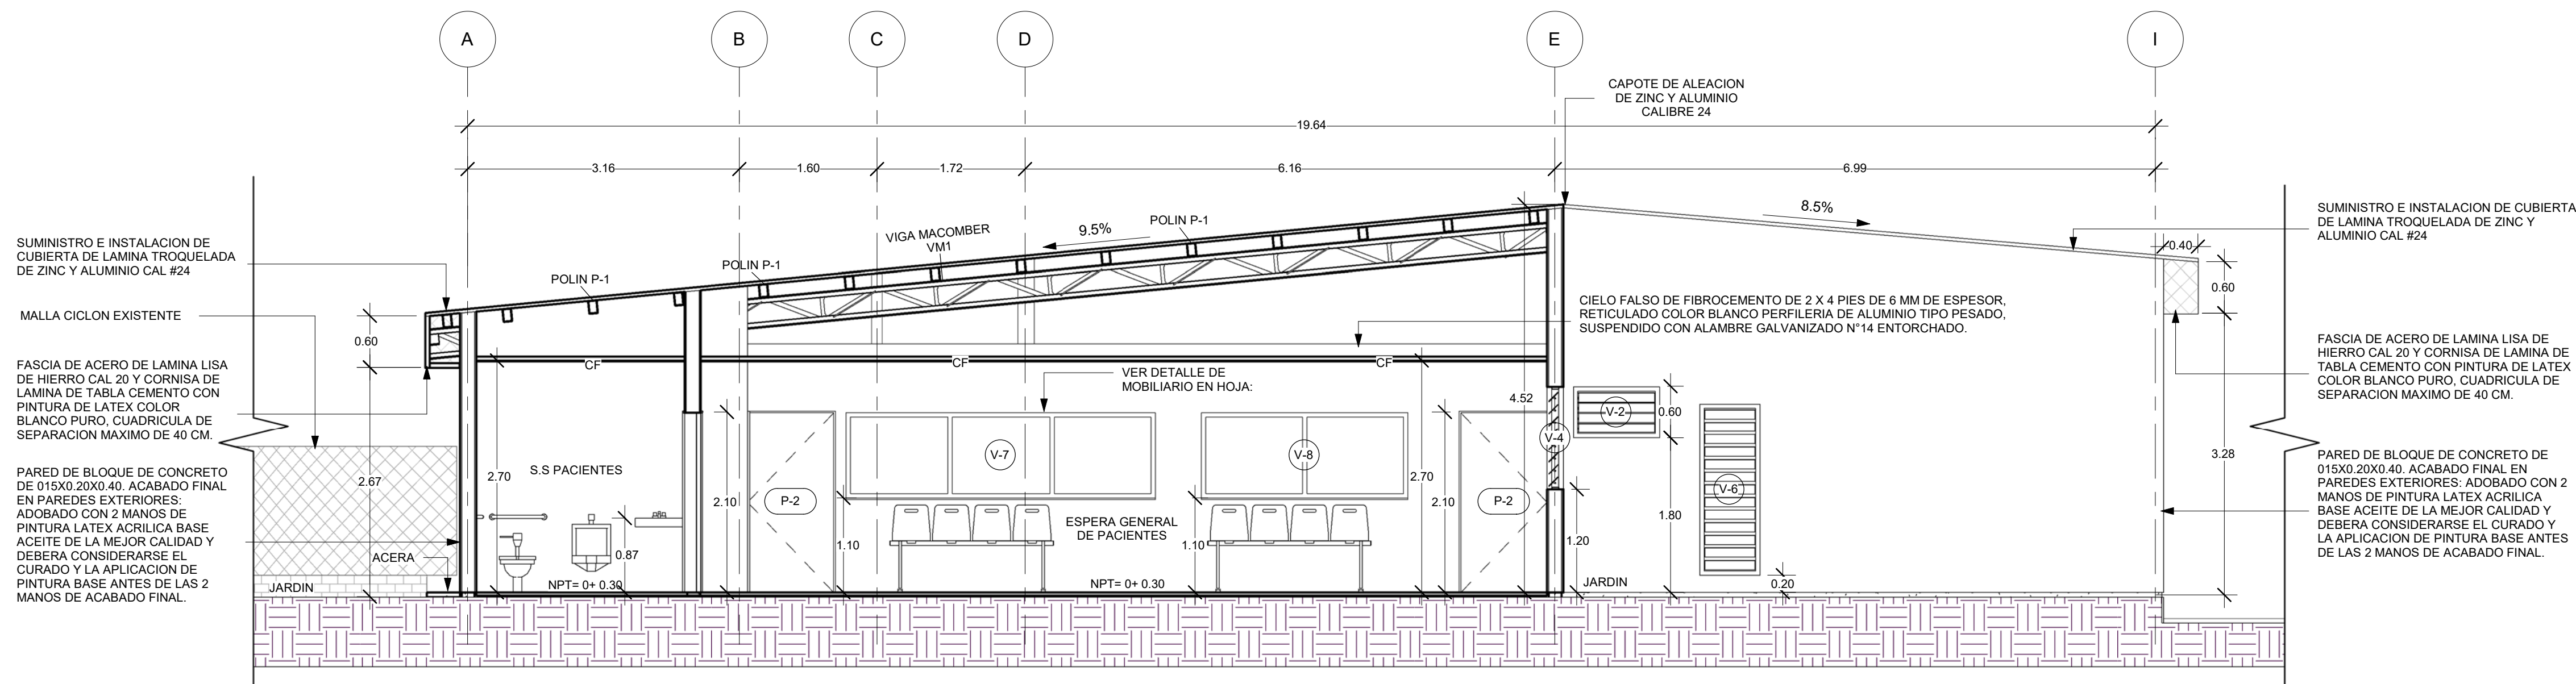 A
B
C
D
E
I
CAPOTE DE ALEACION
DE ZINC Y ALUMINIO
CALIBRE 24
19.64
3.16
1.60
1.72
6.16
6.99
SUMINISTRO E INSTALACION DE
CUBIERTA DE LAMINA TROQUELADA
DE ZINC Y ALUMINIO CAL #24
MALLA CICLON EXISTENTE
FASCIA DE ACERO DE LAMINA LISA
DE HIERRO CAL 20 Y CORNISA DE
LAMINA DE TABLA CEMENTO CON
PINTURA DE LATEX COLOR
BLANCO PURO, CUADRICULA DE
SEPARACION MAXIMO DE 40 CM.
PARED DE BLOQUE DE CONCRETO
DE 015X0.20X0.40. ACABADO FINAL
EN PAREDES EXTERIORES:
ADOBADO CON 2 MANOS DE
PINTURA LATEX ACRILICA BASE
ACEITE DE LA MEJOR CALIDAD Y
DEBERA CONSIDERARSE EL
CURADO Y LA APLICACION DE
PINTURA BASE ANTES DE LAS 2
MANOS DE ACABADO FINAL.
POLIN P-1
POLIN P-1
VIGA MACOMBER
VM1
9.5%
POLIN P-1
8.5%
0.60
2.67
ACERA
JARDIN
CF
CF
CF
2.70
S.S PACIENTES
0.87
NPT= 0+ 0.30
2.10
P-2
VER DETALLE DE
MOBILIARIO EN HOJA:
V-7
V-8
1.10
ESPERA GENERAL
DE PACIENTES
1.10
NPT= 0+ 0.30
2.70
2.10
P-2
4.52
V-4
1.20
CIELO FALSO DE FIBROCEMENTO DE 2 X 4 PIES DE 6 MM DE ESPESOR,
RETICULADO COLOR BLANCO PERFILERIA DE ALUMINIO TIPO PESADO,
SUSPENDIDO CON ALAMBRE GALVANIZADO N°14 ENTORCHADO.
V-2
0.60
1.80
V-6
0.20
JARDIN
0.40
0.60
3.28
SUMINISTRO E INSTALACION DE CUBIERTA
DE LAMINA TROQUELADA DE ZINC Y
ALUMINIO CAL #24
FASCIA DE ACERO DE LAMINA LISA DE
HIERRO CAL 20 Y CORNISA DE LAMINA DE
TABLA CEMENTO CON PINTURA DE LATEX
COLOR BLANCO PURO, CUADRICULA DE
SEPARACION MAXIMO DE 40 CM.
PARED DE BLOQUE DE CONCRETO DE
015X0.20X0.40. ACABADO FINAL EN
PAREDES EXTERIORES: ADOBADO CON 2
MANOS DE PINTURA LATEX ACRILICA
BASE ACEITE DE LA MEJOR CALIDAD Y
DEBERA CONSIDERARSE EL CURADO Y
LA APLICACION DE PINTURA BASE ANTES
DE LAS 2 MANOS DE ACABADO FINAL.